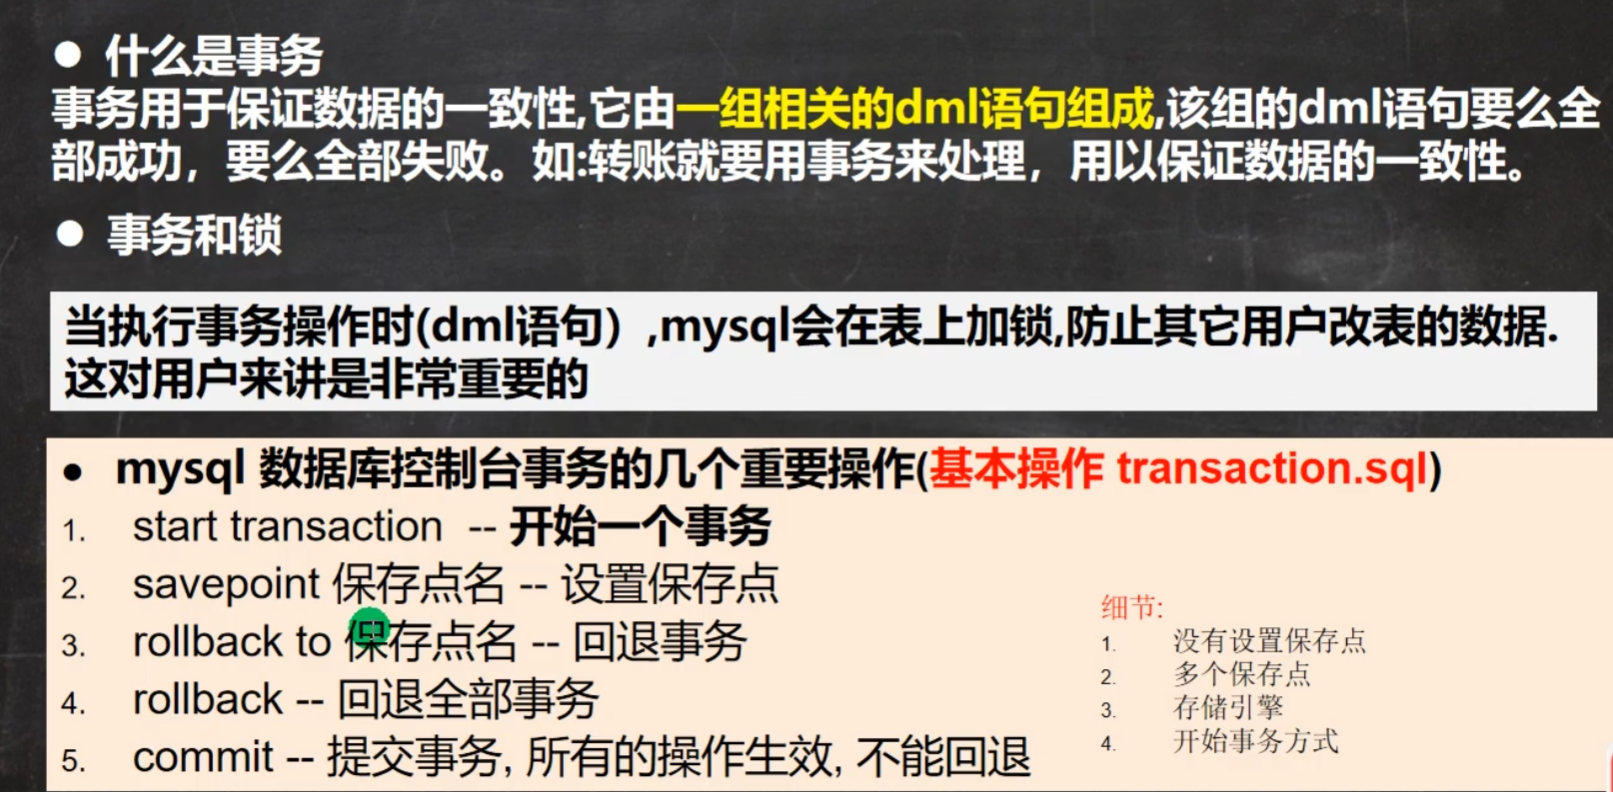 ● 什么是事务
事务用于保证数据的一致性,它由一组相关的dml语句组成,该组的dml语句要么全
部成功，要么全部失败。如:转账就要用事务来处理，用以保证数据的一致性。
● 事务和锁
当执行事务操作时(dml语句）,mysql会在表上加锁,防止其它用户改表的数据.
这对用户来讲是非常重要的
● mysql 数据库控制台事务的几个重要操作(基本操作 transaction.sql)
1. start transaction -- 开始一个事务
2. savepoint 保存点名 -- 设置保存点
3. rollback to 保存点名 -- 回退事务
4. rollback -- 回退全部事务
5. commit -- 提交事务, 所有的操作生效, 不能回退
细节:
1. 没有设置保存点
2. 多个保存点
3. 存储引擎
4. 开始事务方式